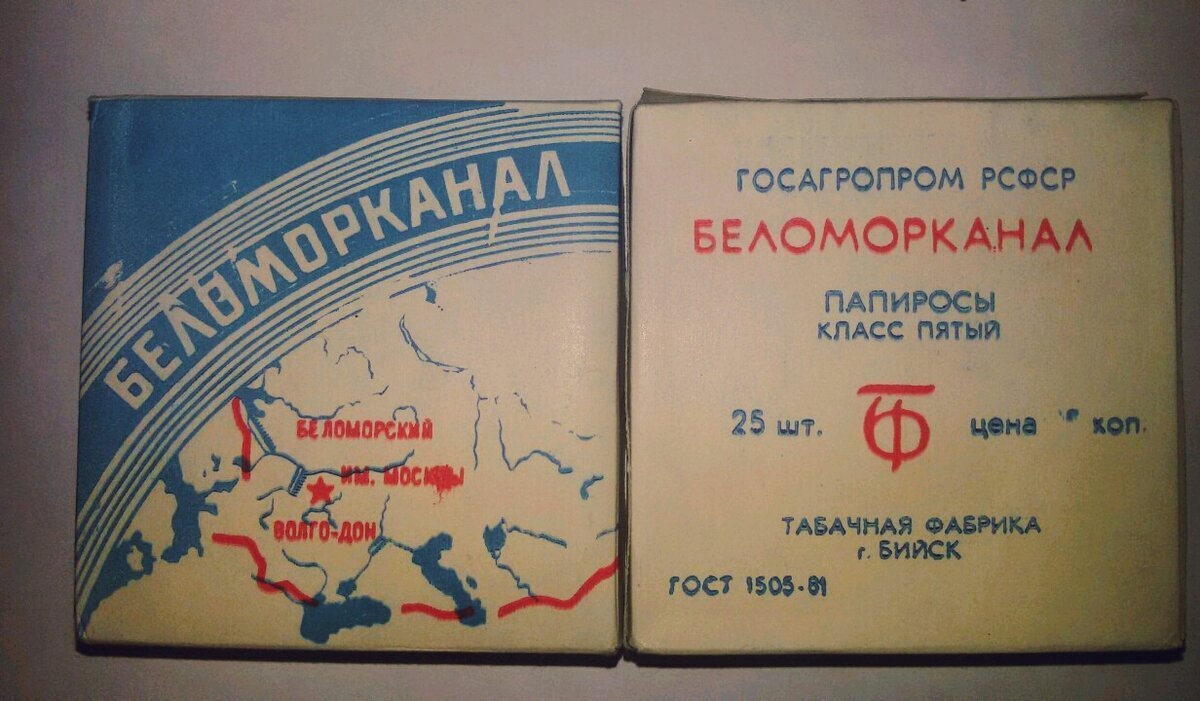 БЕЛОМОРКАНАЛ
БЕЛОМОРСКИЙ
ИМ. МОСКВЫ
ВОЛГО-ДОН
ГОСАГРОПРОМ РСФСР
БЕЛОМОРКАНАЛ
ПАПИРОСЫ
КЛАСС ПЯТЫЙ
25 шт. цена коп.
ТАБАЧНАЯ ФАБРИКА
г. БИЙСК
ГОСТ 1505-81